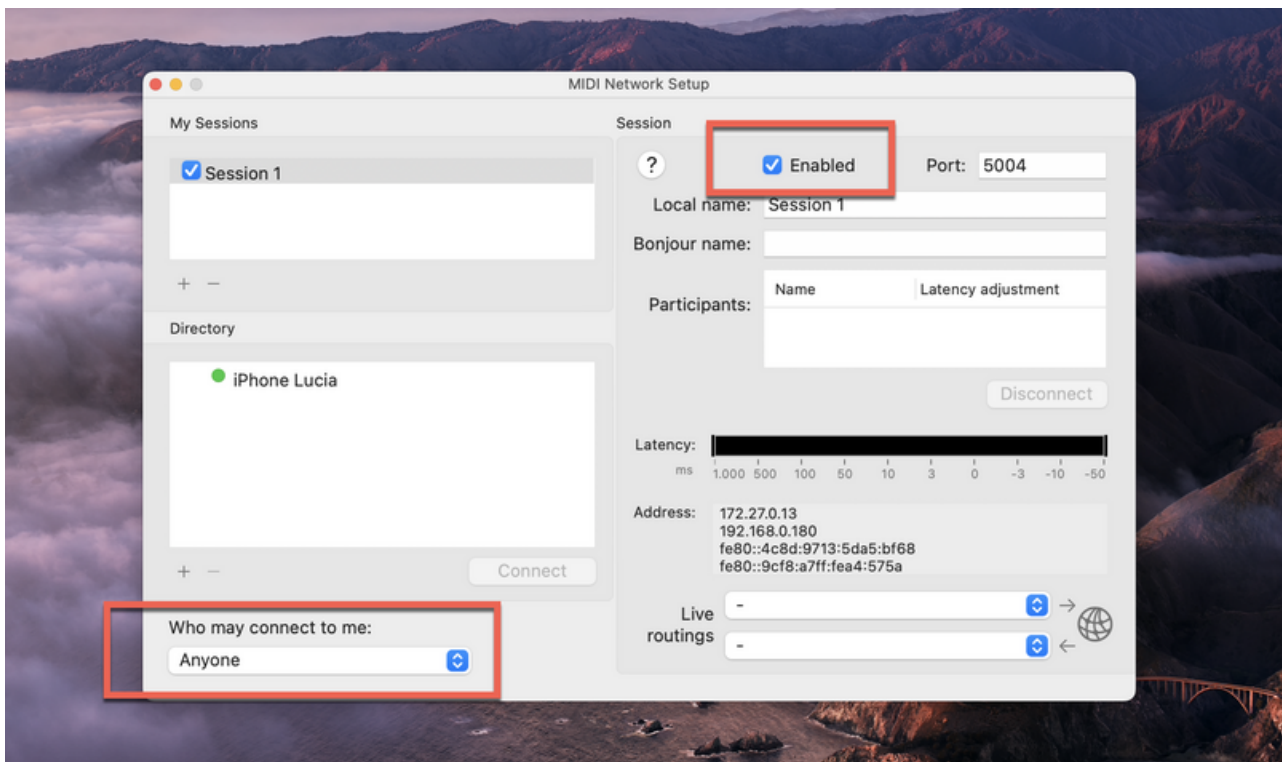 MIDI Network Setup
My Sessions
Session 1
+ −
Directory
iPhone Lucia
+ −
Connect
Who may connect to me:
Anyone
Session
? Enabled Port: 5004
Local name: Session 1
Bonjour name:
Participants:
Name Latency adjustment
Disconnect
Latency:
ms 1.000 500 100 50 10 3 0 -3 -10 -50
Address: 172.27.0.13
192.168.0.180
fe80::4c8d:9713:5da5:bf68
fe80::9cf8:a7ff:fea4:575a
Live routings
- →
- ←